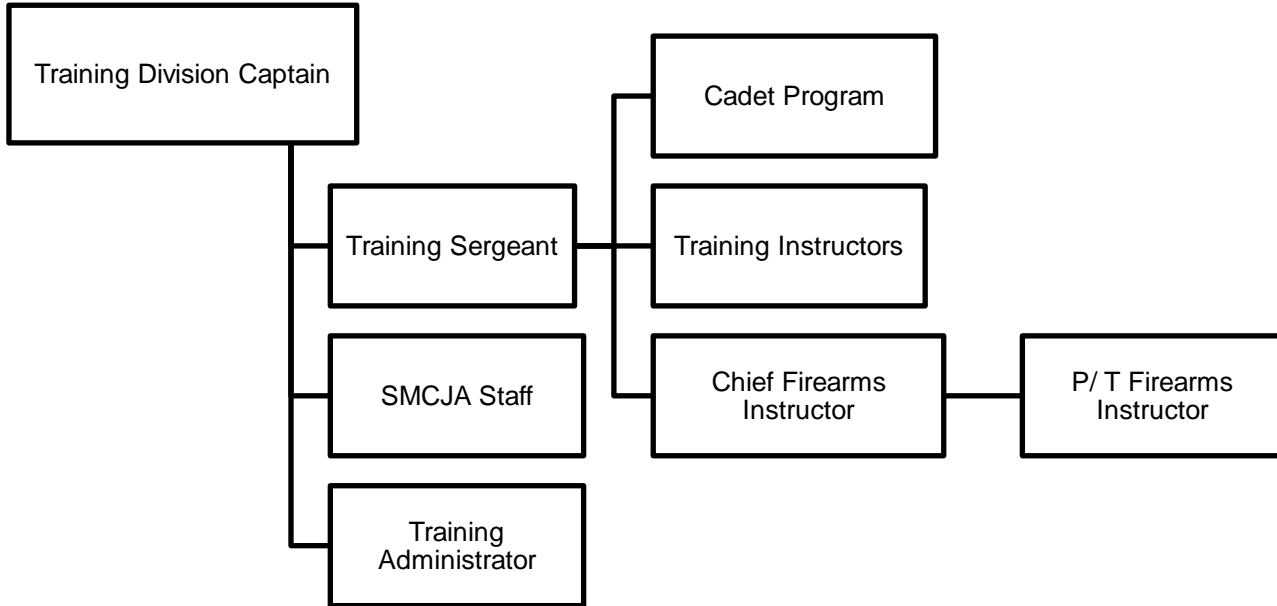 Training Division Captain
Cadet Program
Training Sergeant
Training Instructors
SMCJA Staff
Chief Firearms
Instructor
P/ T Firearms
Instructor
Training
Administrator